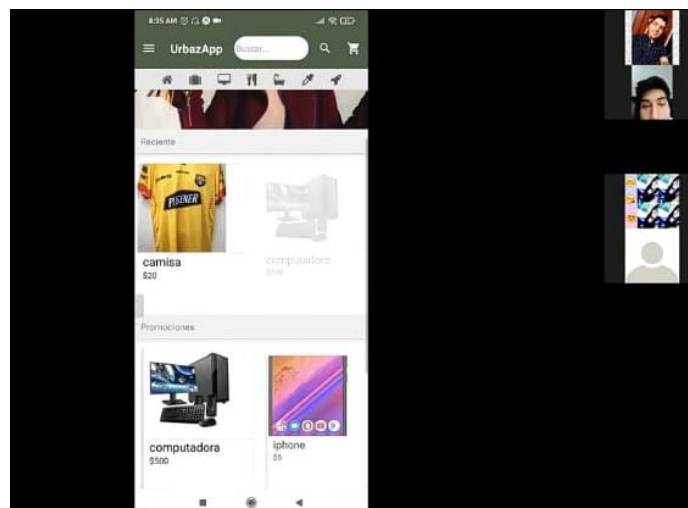 8:35 AM
UrbazApp
Buscar...
Reciente
PILSENER
camisa
$20
computadora
Promociones
computadora
$500
iphone
$5